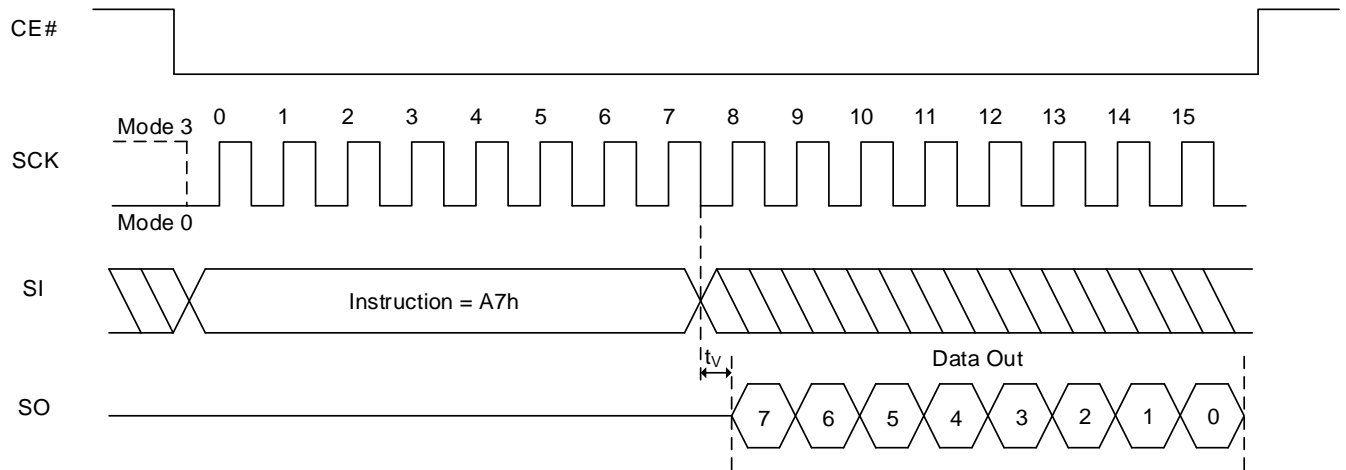 CE#
0 1 2 3 4 5 6 7 8 9 10 11 12 13 14 15
Mode 3
SCK
Mode 0
SI
Instruction = A7h
tV
Data Out
SO
7 6 5 4 3 2 1 0